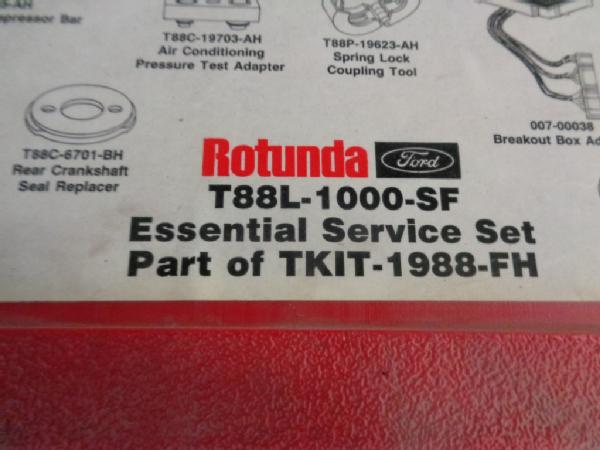 T88C-19703-AH
Air Conditioning
Pressure Test Adapter
T88P-19623-AH
Spring Lock
Coupling Tool
T88C-6701-BH
Rear Crankshaft
Seal Replacer
007-00038
Breakout Box
Rotunda Ford
T88L-1000-SF
Essential Service Set
Part of TKIT-1988-FH